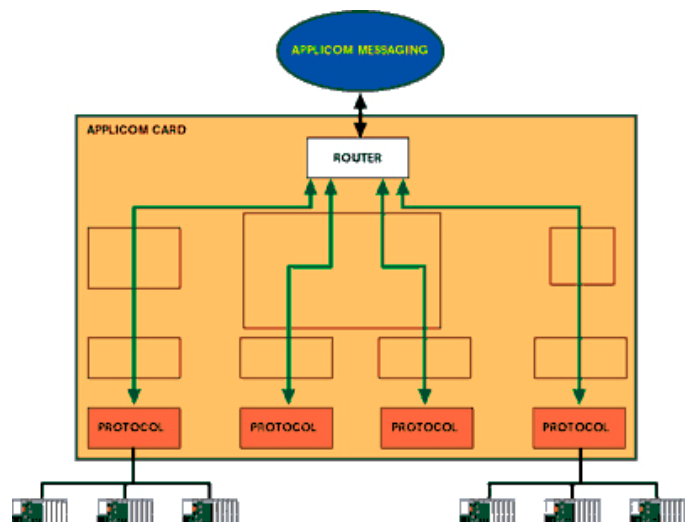 APPLICOM MESSAGING
APPLICOM CARD
ROUTER
PROTOCOL
PROTOCOL
PROTOCOL
PROTOCOL